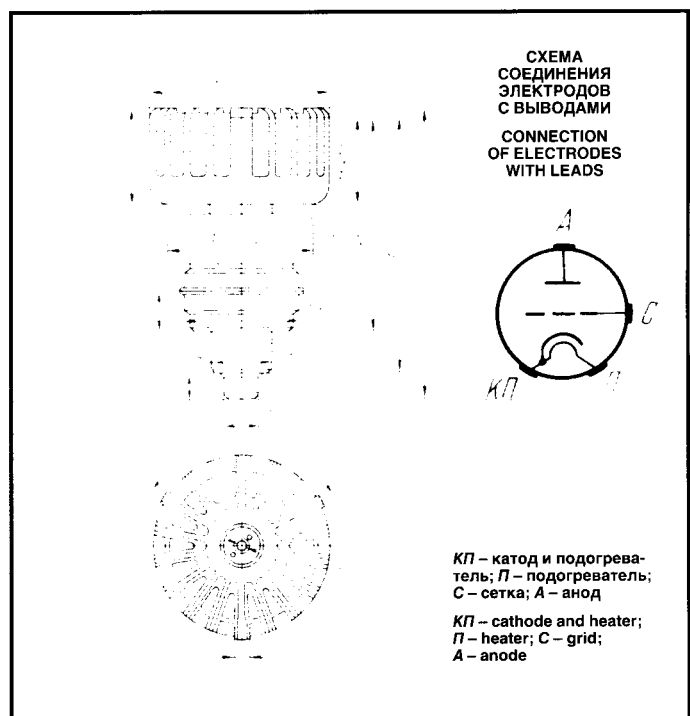 СХЕМА
СОЕДИНЕНИЯ
ЭЛЕКТРОДОВ
С ВЫВОДАМИ
CONNECTION
OF ELECTRODES
WITH LEADS
А
С
КП
П
КП – катод и подогрева-
тель; П – подогреватель;
С – сетка; А – анод
КП – cathode and heater;
П – heater; С – grid;
А – anode